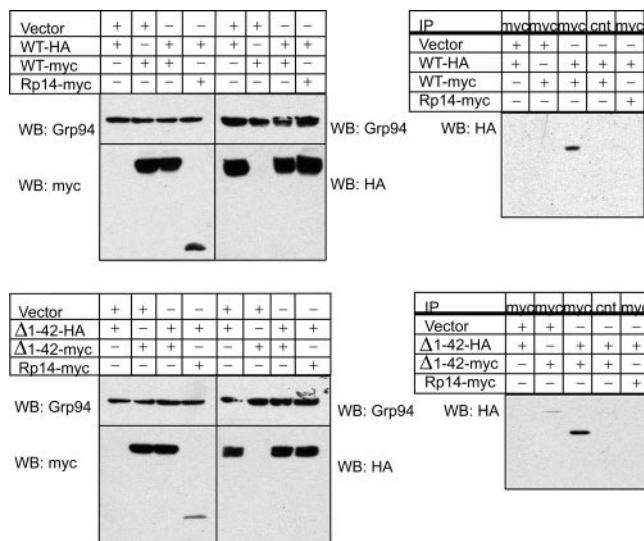 Vector + + − − + + − −
WT-HA + − + + + − + +
WT-myc − + + − − + + −
Rp14-myc − − − + − − − +
WB: Grp94 WB: Grp94
WB: myc WB: HA
IP myc myc myc cnt myc
Vector + + − − −
WT-HA + − + + +
WT-myc − + + + −
Rp14-myc − − − − +
WB: HA
Vector + + − − + + − −
Δ1-42-HA + − + + + − + +
Δ1-42-myc − + + − − + + −
Rp14-myc − − − + − − − +
WB: Grp94 WB: Grp94
WB: myc WB: HA
IP myc myc myc cnt myc
Vector + + − − −
Δ1-42-HA + − + + +
Δ1-42-myc − + + + −
Rp14-myc − − − − +
WB: HA